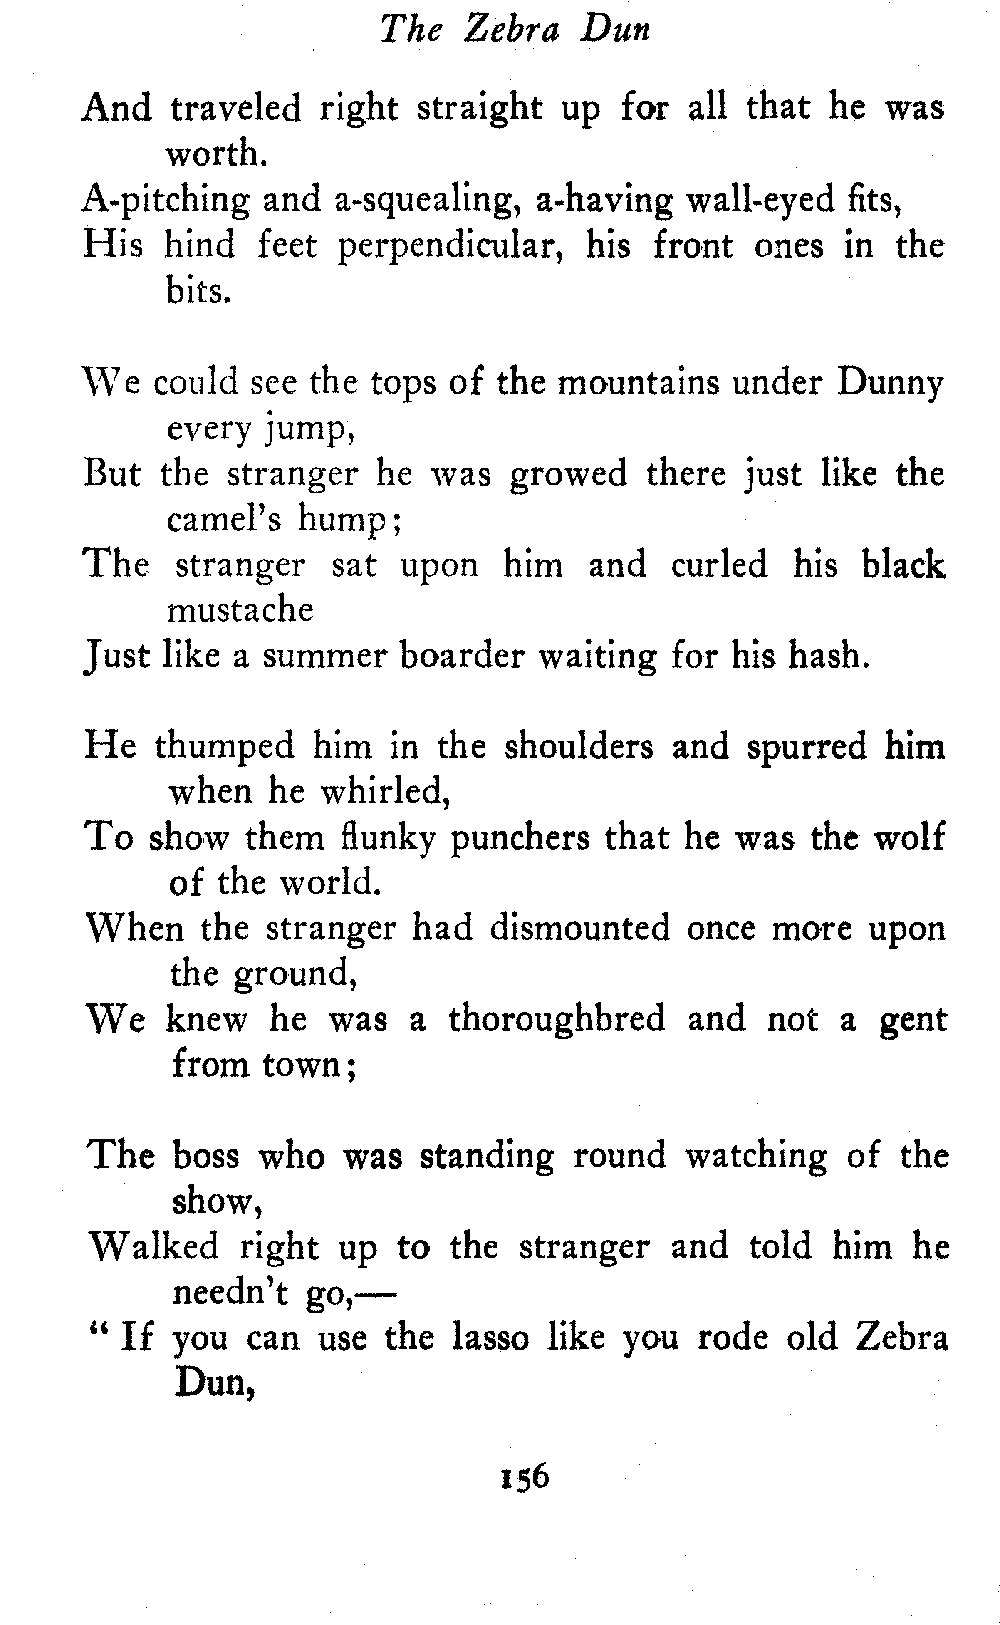 The Zebra Dun
And traveled right straight up for all that he was
worth.
A-pitching and a-squealing, a-having wall-eyed fits,
His hind feet perpendicular, his front ones in the
bits.
We could see the tops of the mountains under Dunny
every jump,
But the stranger he was growed there just like the
camel's hump;
The stranger sat upon him and curled his black
mustache
Just like a summer boarder waiting for his hash.
He thumped him in the shoulders and spurred him
when he whirled,
To show them flunky punchers that he was the wolf
of the world.
When the stranger had dismounted once more upon
the ground,
We knew he was a thoroughbred and not a gent
from town;
The boss who was standing round watching of the
show,
Walked right up to the stranger and told him he
needn't go,—
" If you can use the lasso like you rode old Zebra
Dun,
156